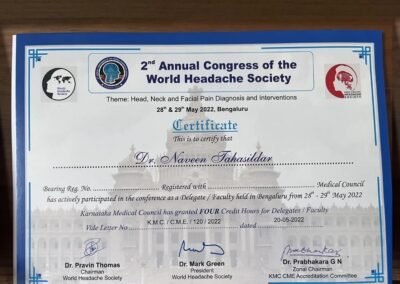 2nd Annual Congress of the
World Headache Society
Theme: Head, Neck and Facial Pain Diagnosis and Interventions
28th & 29th May 2022, Bengaluru
Certificate
This is to certify that
Dr. Naveen Tahasildar
Bearing Reg. No. Registered with Medical Council
has actively participated in the conference as a Delegate / Faculty held in Bengaluru from 28th - 29th May 2022
Karnataka Medical Council has granted FOUR Credit Hours for Delegates / Faculty
Vide Letter No KMC / C.M.E. / 120 / 2022 dated 20-05-2022
Dr. Pravin Thomas Dr. Mark Green Dr. Prabhakara G N
Chairman President Zonal Chairman
World Headache Society World Headache Society KMC CME Accreditation Committee